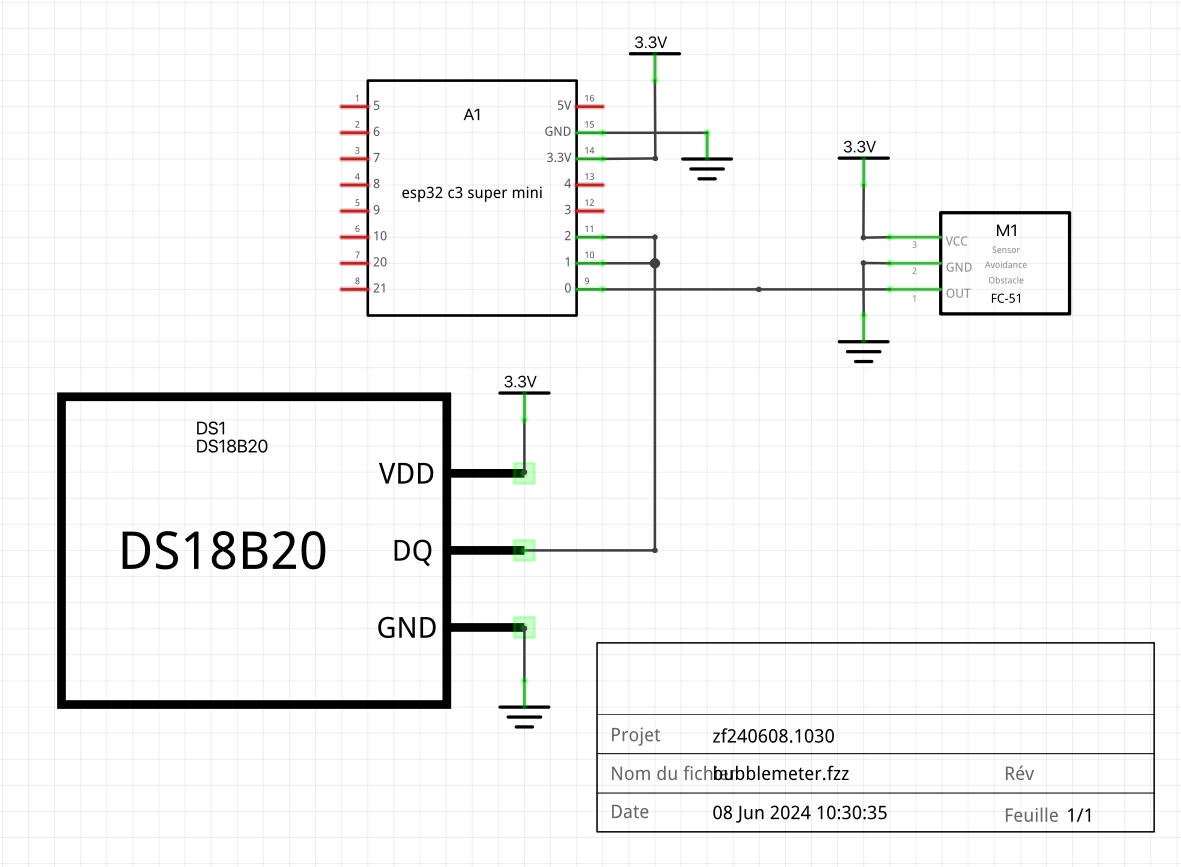 3.3V
A1
esp32 c3 super mini
1 5
2 6
3 7
4 8
5 9
6 10
7 20
8 21
5V 16
GND 15
3.3V 14
4 13
3 12
2 11
1 10
0 9
3.3V
M1
Sensor
Avoidance
Obstacle
FC-51
VCC 3
GND 2
OUT 1
3.3V
DS1
DS18B20
DS18B20
VDD
DQ
GND
Projet zf240608.1030
Nom du fichier bubblemeter.fzz Rév
Date 08 Jun 2024 10:30:35 Feuille 1/1